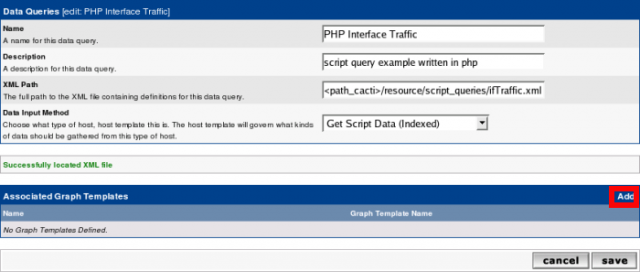 Data Queries [edit: PHP Interface Traffic]
Name
A name for this data query.
PHP Interface Traffic
Description
A description for this data query.
script query example written in php
XML Path
The full path to the XML file containing definitions for this data query.
<path_cacti>/resource/script_queries/ifTraffic.xml
Data Input Method
Choose what type of host, host template this is. The host template will govern what kinds
of data should be gathered from this type of host.
Get Script Data (Indexed)
Successfully located XML file
Associated Graph Templates
Add
Name Graph Template Name
No Graph Templates Defined.
cancel save